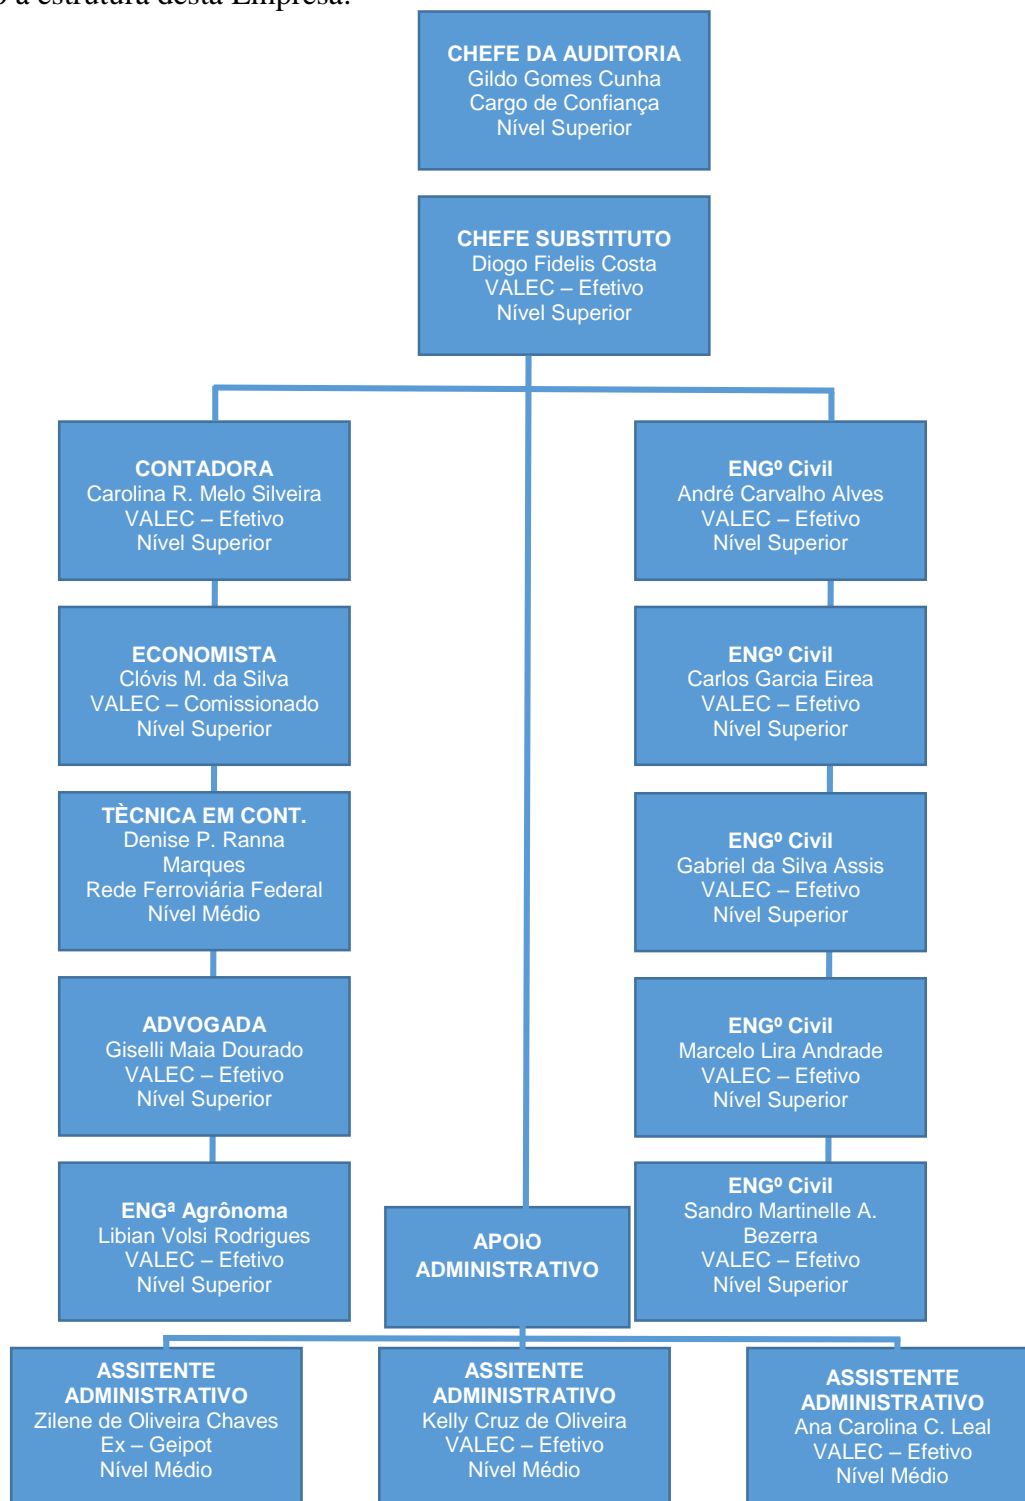 a estrutura desta Empresa.
CHEFE DA AUDITORIA
Gildo Gomes Cunha
Cargo de Confiança
Nível Superior
CHEFE SUBSTITUTO
Diogo Fidelis Costa
VALEC – Efetivo
Nível Superior
CONTADORA
Carolina R. Melo Silveira
VALEC – Efetivo
Nível Superior
ECONOMISTA
Clóvis M. da Silva
VALEC – Comissionado
Nível Superior
TÈCNICA EM CONT.
Denise P. Ranna
Marques
Rede Ferroviária Federal
Nível Médio
ADVOGADA
Giselli Maia Dourado
VALEC – Efetivo
Nível Superior
ENGª Agrônoma
Libian Volsi Rodrigues
VALEC – Efetivo
Nível Superior
ENGº Civil
André Carvalho Alves
VALEC – Efetivo
Nível Superior
ENGº Civil
Carlos Garcia Eirea
VALEC – Efetivo
Nível Superior
ENGº Civil
Gabriel da Silva Assis
VALEC – Efetivo
Nível Superior
ENGº Civil
Marcelo Lira Andrade
VALEC – Efetivo
Nível Superior
ENGº Civil
Sandro Martinelle A.
Bezerra
VALEC – Efetivo
Nível Superior
APOIO
ADMINISTRATIVO
ASSITENTE
ADMINISTRATIVO
Zilene de Oliveira Chaves
Ex – Geipot
Nível Médio
ASSITENTE
ADMINISTRATIVO
Kelly Cruz de Oliveira
VALEC – Efetivo
Nível Médio
ASSISTENTE
ADMINISTRATIVO
Ana Carolina C. Leal
VALEC – Efetivo
Nível Médio